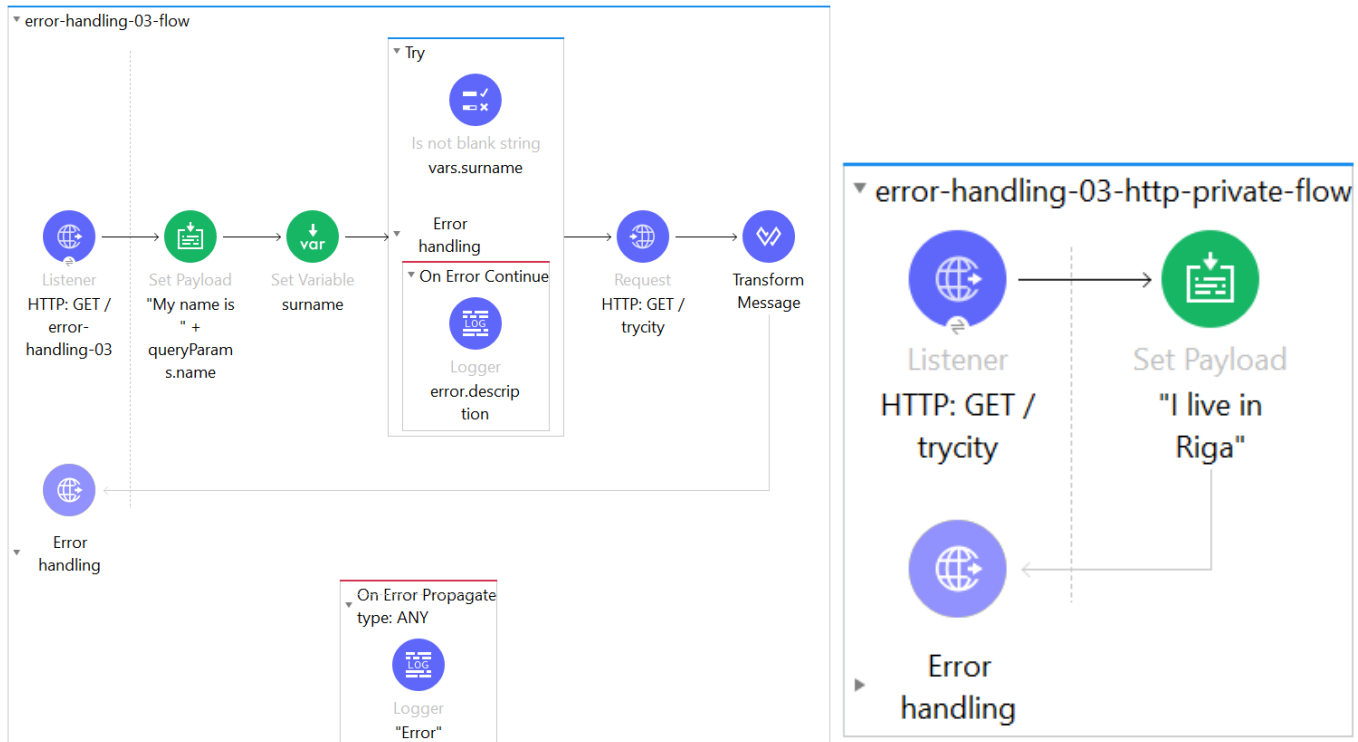 error-handling-03-flow
Try
Is not blank string
vars.surname
Error
handling
On Error Continue
LOG
Logger
error.descrip
tion
Listener
HTTP: GET /
error-
handling-03
Set Payload
"My name is
" +
queryParam
s.name
var
Set Variable
surname
Request
HTTP: GET /
trycity
Transform
Message
Error
handling
On Error Propagate
type: ANY
LOG
Logger
"Error"
error-handling-03-http-private-flow
Listener
HTTP: GET /
trycity
Set Payload
"I live in
Riga"
Error
handling